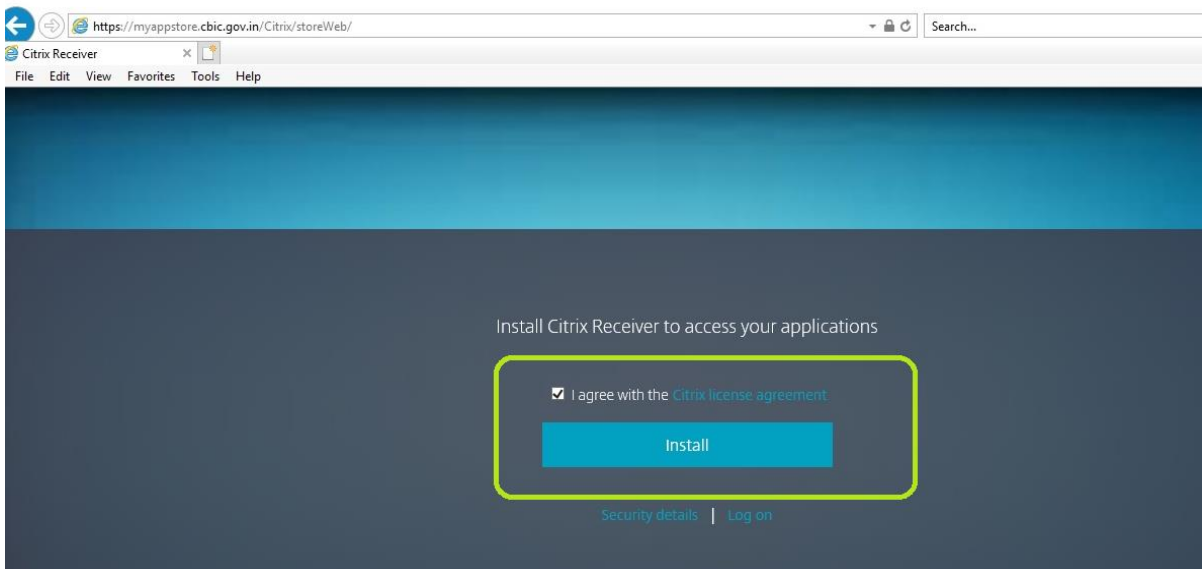 https://myappstore.cbic.gov.in/Citrix/storeWeb/ Search...
Citrix Receiver
File Edit View Favorites Tools Help
Install Citrix Receiver to access your applications
I agree with the Citrix license agreement
Install
Security details | Log on